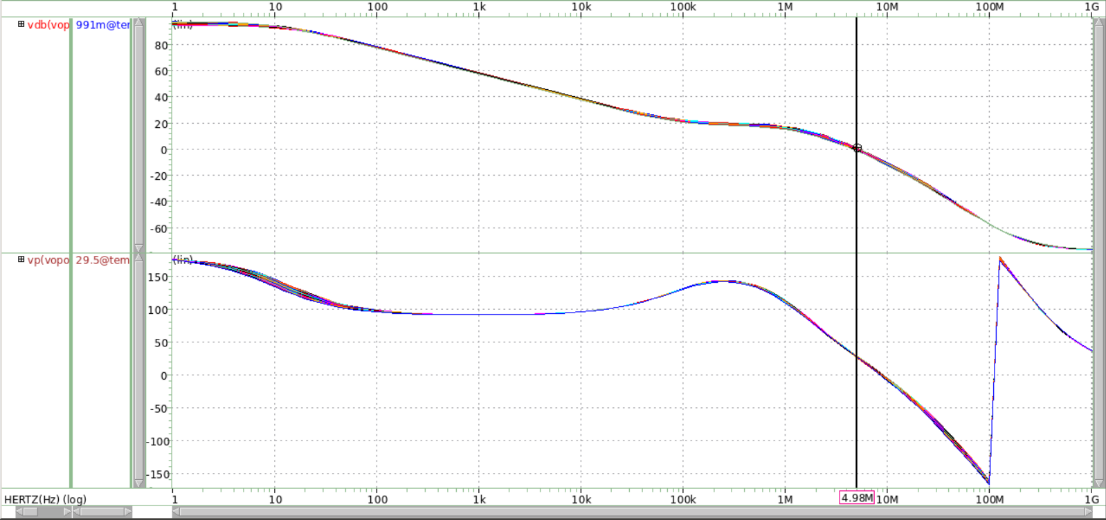 1 10 100 1k 10k 100k 1M 10M 100M 1G
vdb(vop 991m@ter
(lin)
80
60
40
20
0
-20
-40
-60
vp(vopo 29.5@tem
(lin)
150
100
50
0
-50
-100
-150
HERTZ(Hz) (log)
1 10 100 1k 10k 100k 1M 4.98M 10M 100M 1G